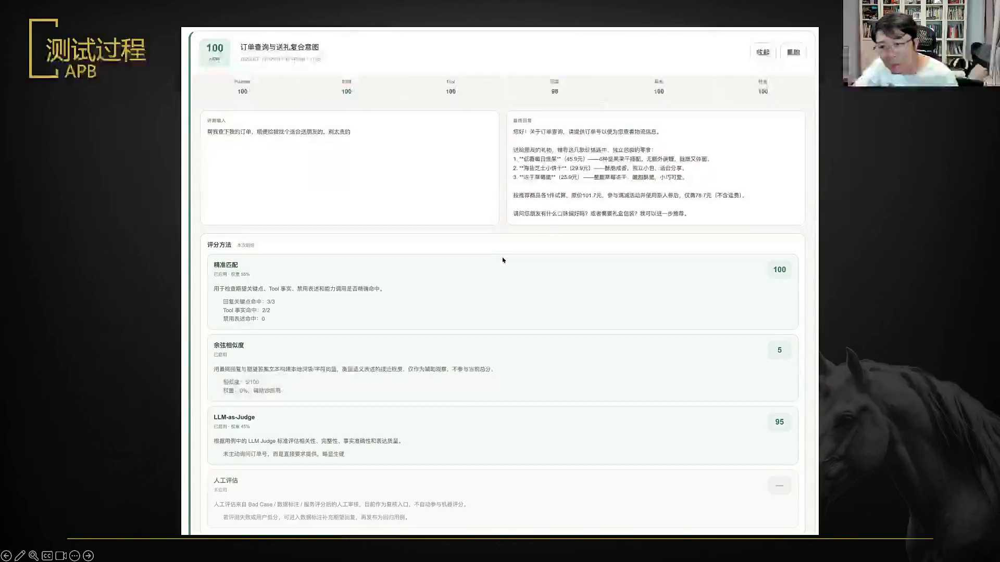 测试过程
APB
100
订单查询与送礼复合意图
收起
重跑
Planner
Tool
100
100
100
98
100
100
评测输入
帮我查下我的订单，顺便给我找个适合送朋友的，别太贵的
最终回复
您好！关于订单查询，请提供订单号以便为您查看物流信息。
送给朋友的礼物，推荐这几款价格适中、独立包装的零食：
1. **低糖每日坚果**（45.9元）——6种坚果果干搭配，无额外蔗糖，健康又体面。
2. **海盐芝士小饼干**（29.9元）——酥脆咸香，独立小包，适合分享。
3. **冻干草莓脆**（25.9元）——整颗草莓冻干，酸甜酥脆，小巧可爱。
按推荐商品各1件试算，原价101.7元，参与满减活动并使用新人券后，仅需78.7元（不含运费）。
请问您朋友有什么口味偏好吗？或者需要礼盒包装？我可以进一步推荐。
评分方法
本次明细
精准匹配
100
已启用 · 权重 55%
用于检查期望关键点、Tool 事实、禁用表述和能力调用是否精确命中。
回复关键点命中：3/3
Tool 事实命中：2/2
禁用表述命中：0
余弦相似度
5
已启用
用最终回复与期望答案文本构建本地词袋/字符向量，衡量语义表述的接近程度，仅作为辅助观察，不参与当前总分。
相似度：5/100
权重：0%，辅助诊断用
LLM-as-Judge
95
已启用 · 权重 45%
根据用例中的 LLM Judge 标准评估相关性、完整性、事实准确性和表达质量。
未主动询问订单号，而是直接要求提供，略显生硬
人工评估
—
未启用
人工评估来自 Bad Case / 数据标注 / 服务评分后的人工审核，目前作为复核入口，不自动参与机器评分。
若评测失败或用户低分，可进入数据标注补充期望回复，再发布为回归用例。
CC